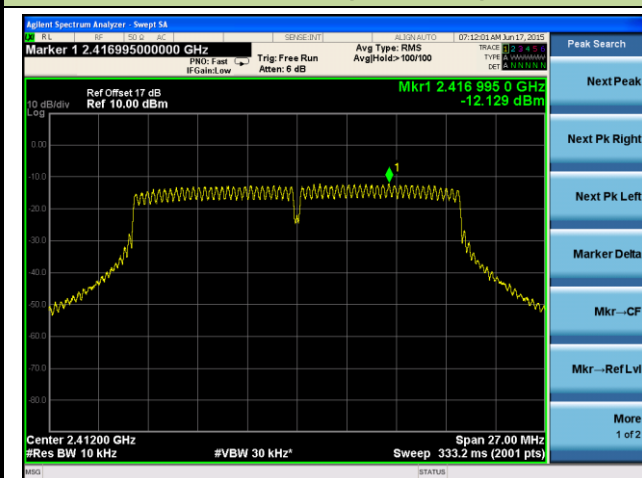 Agilent Spectrum Analyzer - Swept SA
RL RF 50 Ω AC SENSE:INT ALIGN AUTO 07:12:01 AM Jun 17, 2015
Marker 1 2.416995000000 GHz
PNO: Fast
IFGain:Low
Trig: Free Run
Atten: 6 dB
Avg Type: RMS
Avg|Hold:>100/100
TRACE 1 2 3 4 5 6
TYPE A WWWWW
DET A N N N N N
Peak Search
Ref Offset 17 dB
10 dB/div Ref 10.00 dBm
Log
Mkr1 2.416 995 0 GHz
-12.129 dBm
1
0.00
-10.0
-20.0
-30.0
-40.0
-50.0
-60.0
-70.0
-80.0
Center 2.41200 GHz
Span 27.00 MHz
#Res BW 10 kHz
#VBW 30 kHz*
Sweep 333.2 ms (2001 pts)
MSG
STATUS
Next Peak
Next Pk Right
Next Pk Left
Marker Delta
Mkr→CF
Mkr→Ref Lvl
More
1 of 2